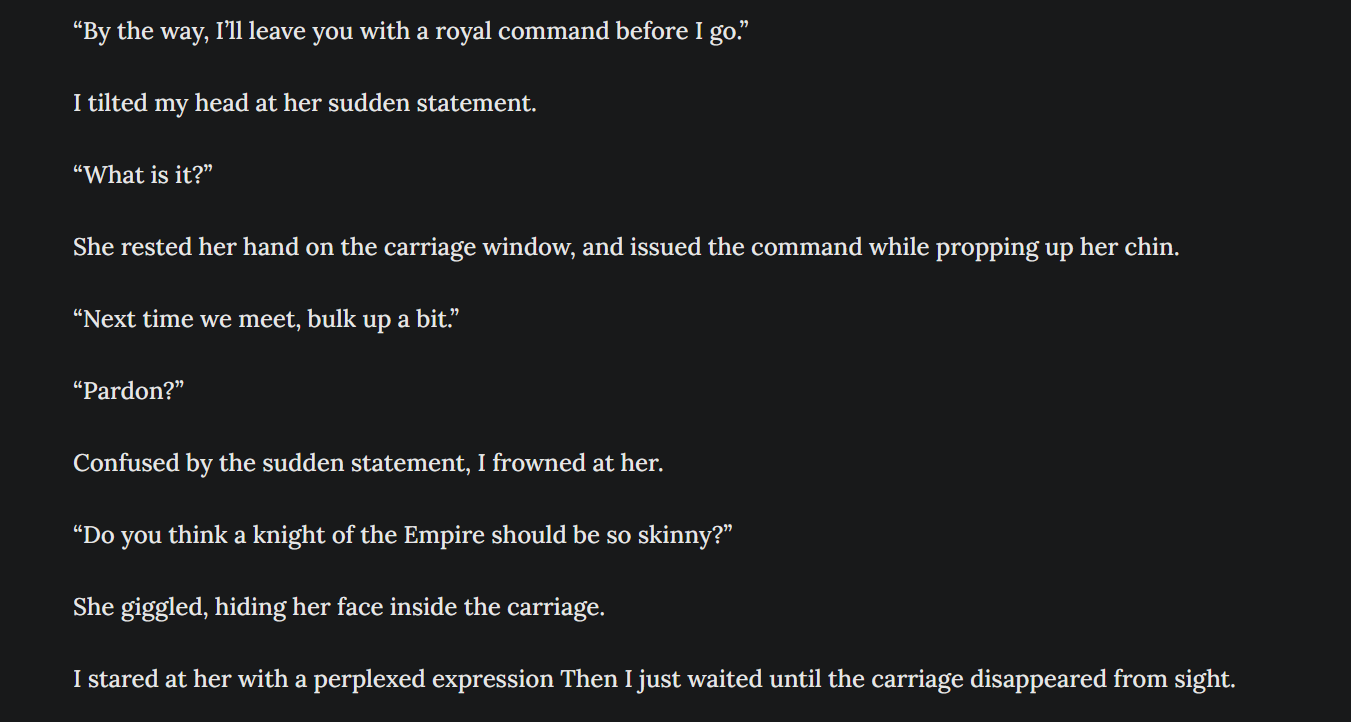 “By the way, I’ll leave you with a royal command before I go.”
I tilted my head at her sudden statement.
“What is it?”
She rested her hand on the carriage window, and issued the command while propping up her chin.
“Next time we meet, bulk up a bit.”
“Pardon?”
Confused by the sudden statement, I frowned at her.
“Do you think a knight of the Empire should be so skinny?”
She giggled, hiding her face inside the carriage.
I stared at her with a perplexed expression Then I just waited until the carriage disappeared from sight.